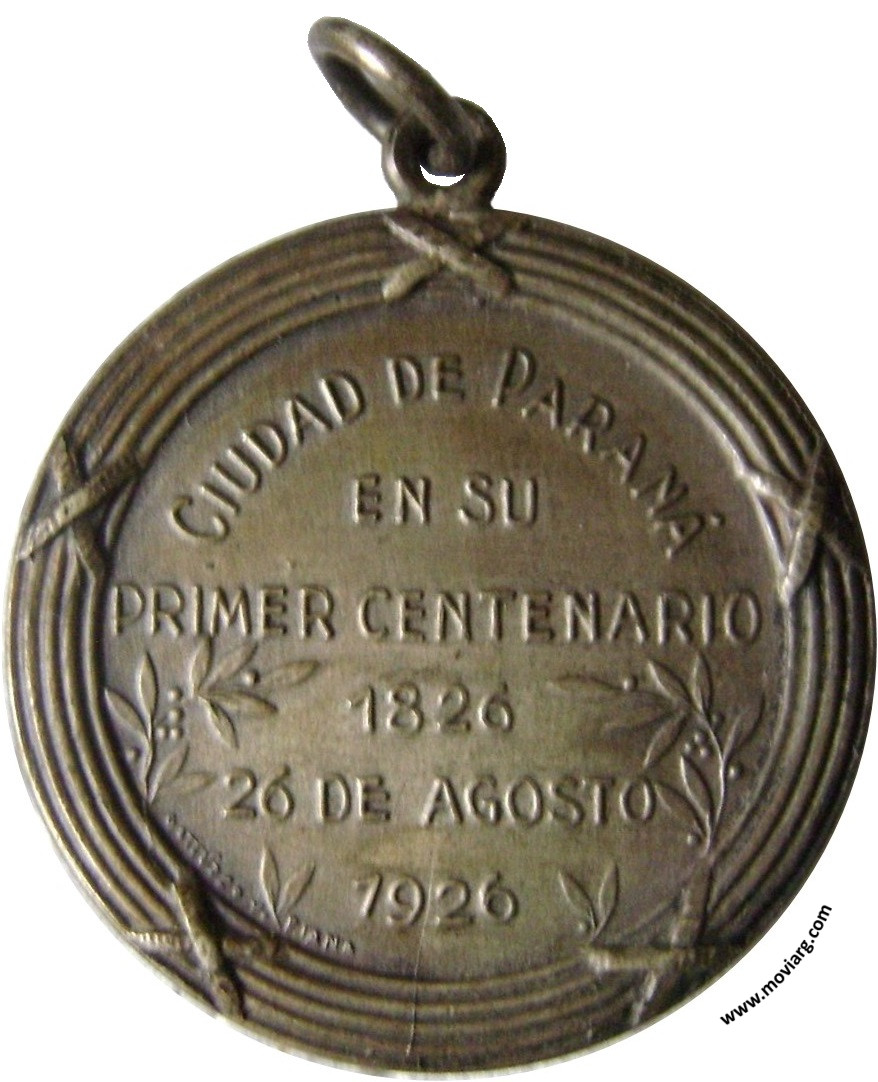 CIUDAD DE PARANÁ
EN SU
PRIMER CENTENARIO
1826
26 DE AGOSTO
1926
www.moviarg.com